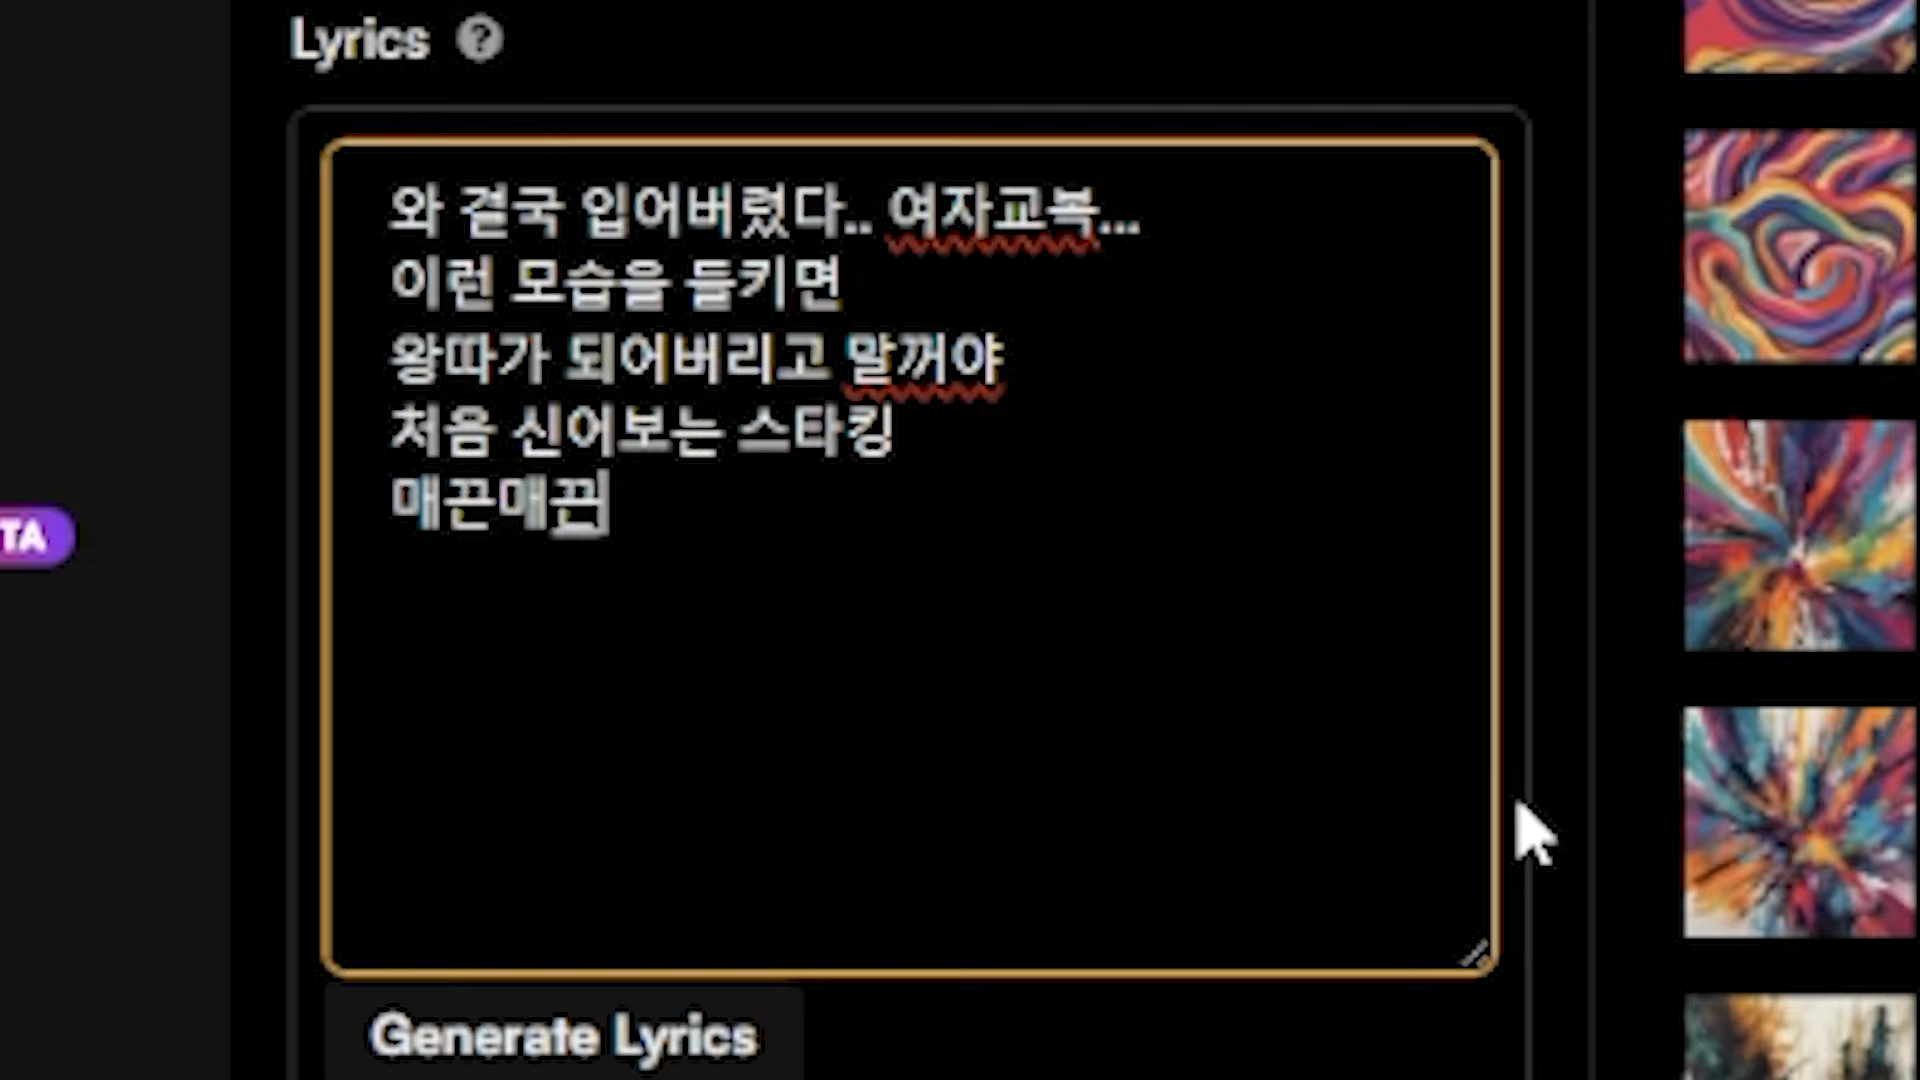 Lyrics ?
와 결국 입어버렸다.. 여자교복...
이런 모습을 들키면
왕따가 되어버리고 말꺼야
처음 신어보는 스타킹
매끈매끈
TA
Generate Lyrics